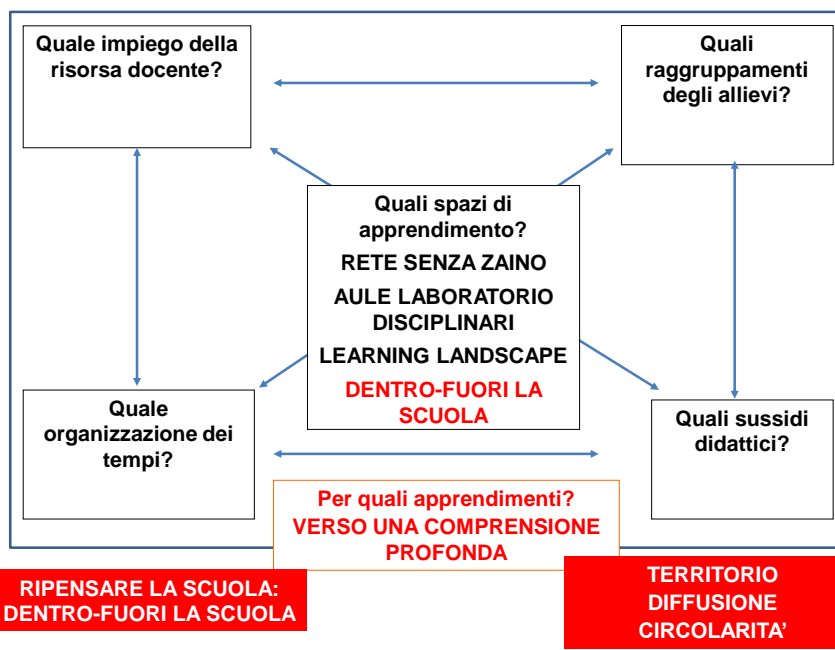 Quale impiego della
risorsa docente?
Quali
raggruppamenti
degli allievi?
Quali spazi di
apprendimento?
RETE SENZA ZAINO
AULE LABORATORIO
DISCIPLINARI
LEARNING LANDSCAPE
DENTRO-FUORI LA
SCUOLA
Quale
organizzazione dei
tempi?
Quali sussidi
didattici?
Per quali apprendimenti?
VERSO UNA COMPRENSIONE
PROFONDA
RIPENSARE LA SCUOLA:
DENTRO-FUORI LA SCUOLA
TERRITORIO
DIFFUSIONE
CIRCOLARITA’